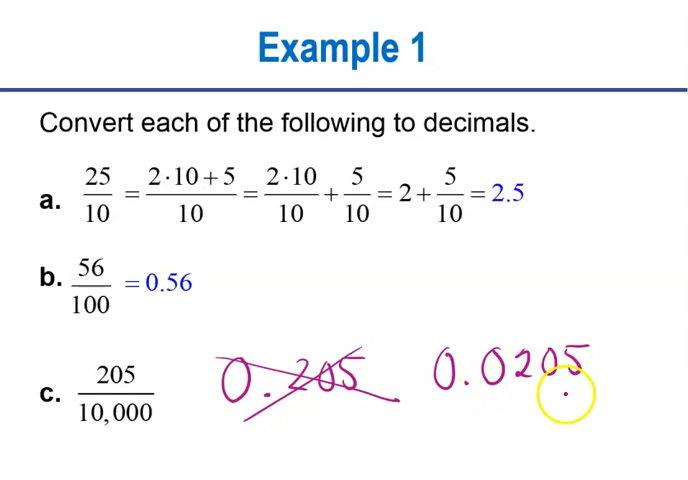 Example 1
Convert each of the following to decimals.
a. 25/10 = (2·10+5)/10 = (2·10)/10 + 5/10 = 2 + 5/10 = 2.5
b. 56/100 = 0.56
c. 205/10,000 0.205 0.0205